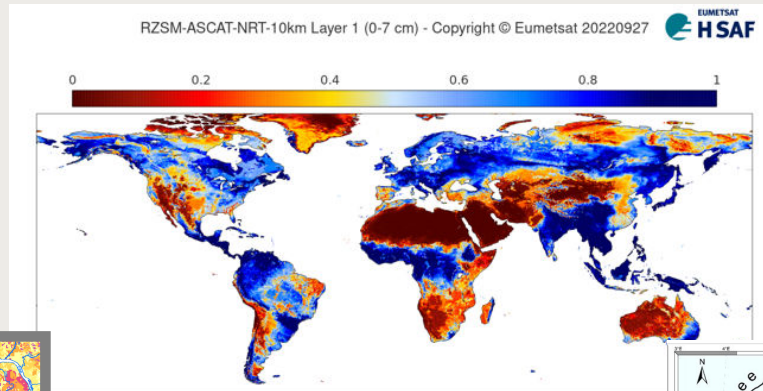 RZSM-ASCAT-NRT-10km Layer 1 (0-7 cm) - Copyright © Eumetsat 20220927
EUMETSAT
H SAF
0 0.2 0.4 0.6 0.8 1
N
e e